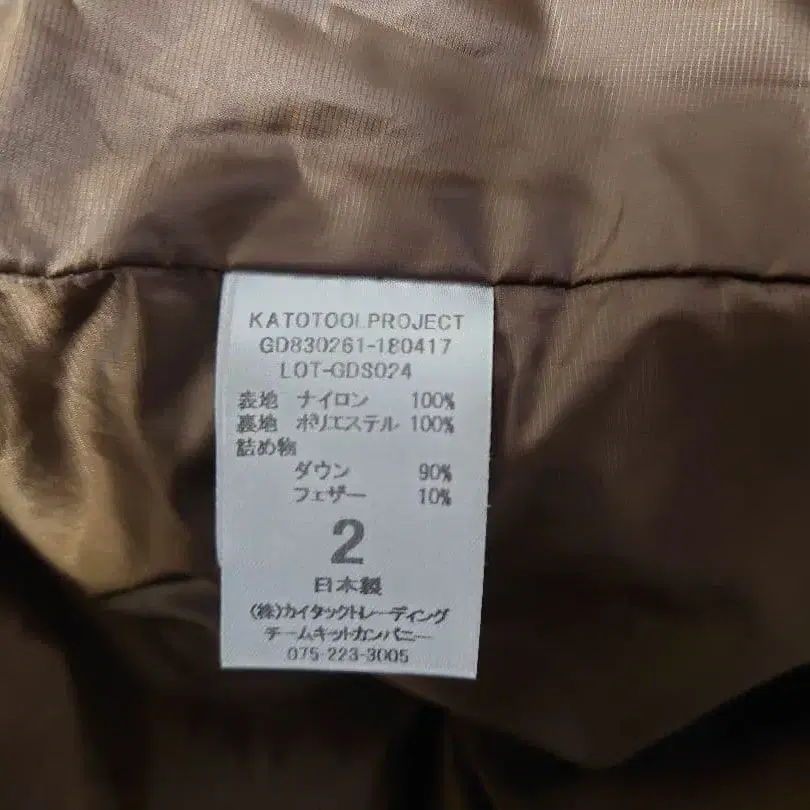 KATOTOOLPROJECT
GD830261-180417
LOT-GDS024
表地 ナイロン 100%
裏地 ポリエステル 100%
詰め物
ダウン 90%
フェザー 10%
2
日本製
(株)カイタックトレーディング
チームキットカンパニー
075-223-3005